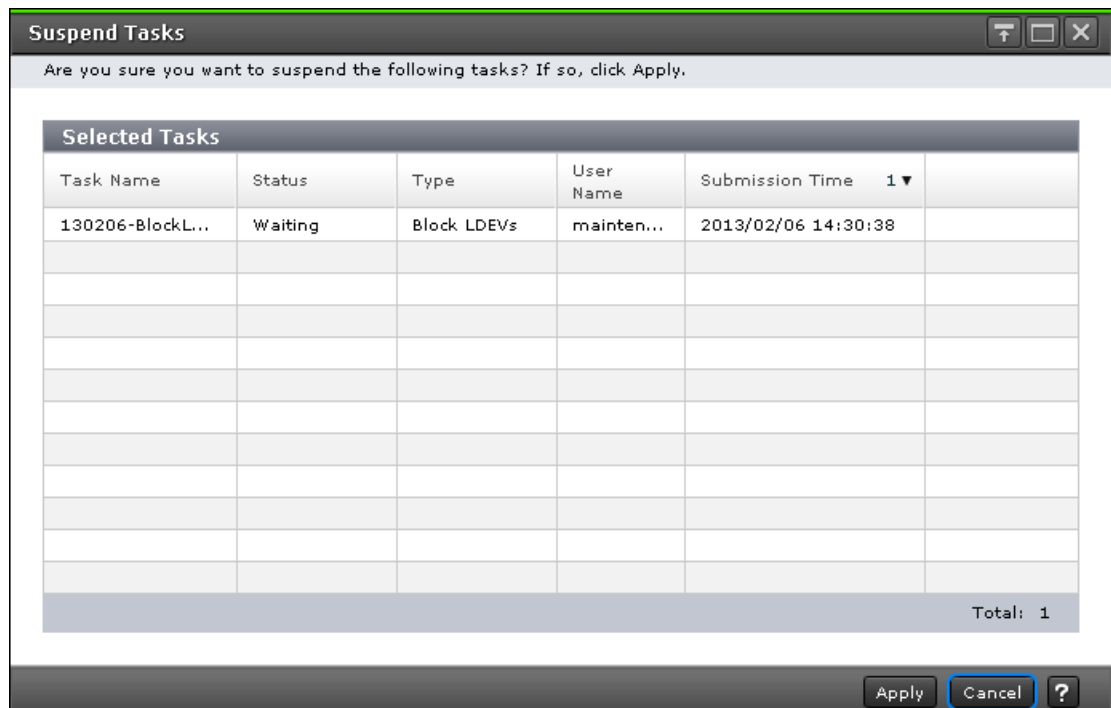 Suspend Tasks
Are you sure you want to suspend the following tasks? If so, click Apply.
Selected Tasks
Task Name Status Type User Name Submission Time 1▼
130206-BlockL... Waiting Block LDEVs mainten... 2013/02/06 14:30:38
Total: 1
Apply Cancel ?